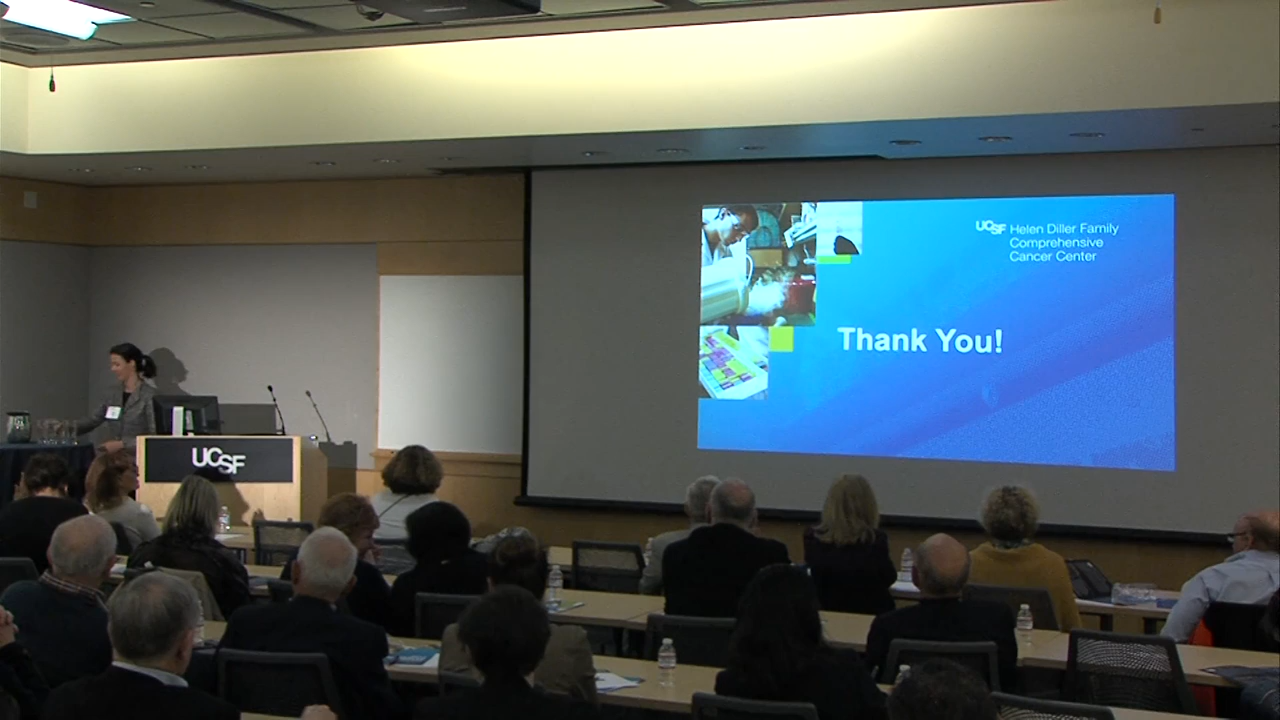 UCSF Helen Diller Family
Comprehensive
Cancer Center
Thank You!
UCSF